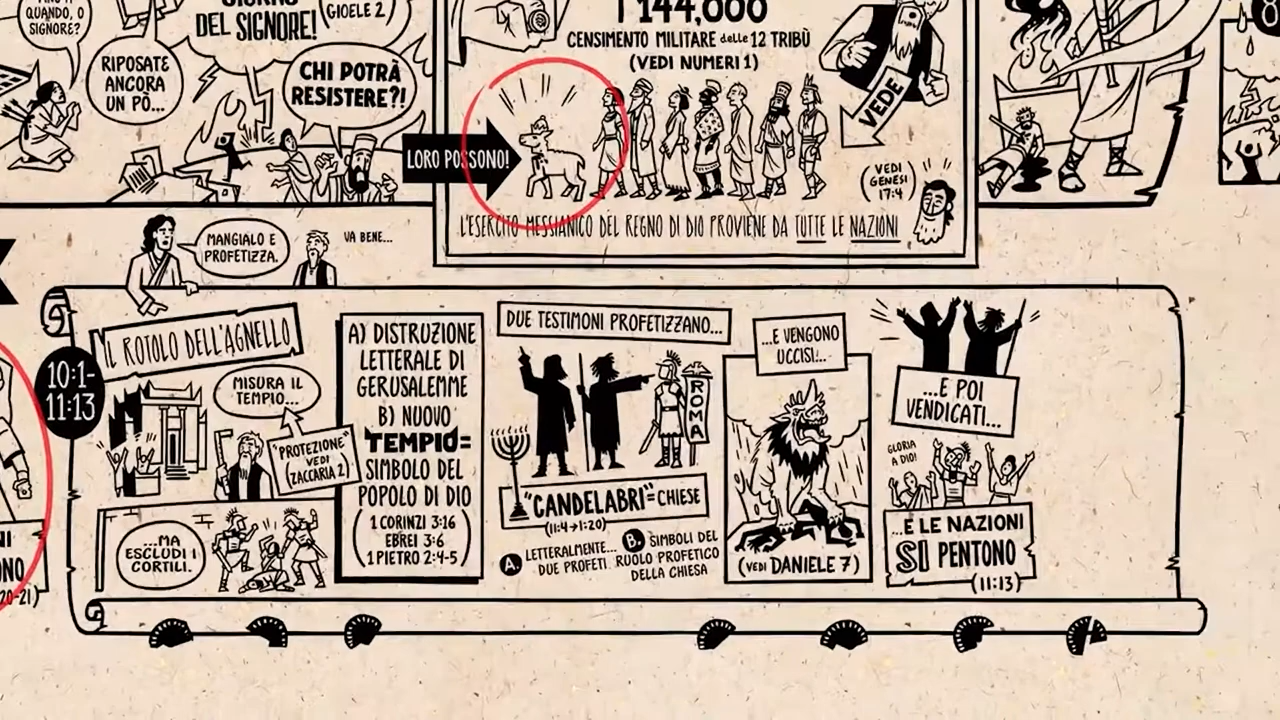 QUANDO, O
SIGNORE?
DEL SIGNORE!
GIOELE 2)
RIPOSATE
ANCORA
UN PÒ...
CHI POTRÀ
RESISTERE?!
144,000
CENSIMENTO MILITARE delle 12 TRIBÙ
(VEDI NUMERI 1)
VEDE
LORO POSSONO!
(VEDI
GENESI
17:4)
L'ESERCITO MESSIANICO DEL REGNO DI DIO PROVIENE DA TUTTE LE NAZIONI
MANGIALO E
PROFETIZZA.
VA BENE...
10:1-
11:13
IL ROTOLO DELL'AGNELLO
MISURA IL
TEMPIO...
"PROTEZIONE"
VEDI
(ZACCARIA 2)
...MA
ESCLUDI I
CORTILI.
A) DISTRUZIONE
LETTERALE DI
GERUSALEMME
B) NUOVO
"TEMPIO"=
SIMBOLO DEL
POPOLO DI DIO
(1 CORINZI 3:16
EBREI 3:6
1 PIETRO 2:4-5)
DUE TESTIMONI PROFETIZZANO...
ROMA
"CANDELABRI"= CHIESE
(11:4→1:20)
A. LETTERALMENTE...
DUE PROFETI
B. SIMBOLI DEL
RUOLO PROFETICO
DELLA CHIESA
...E VENGONO
UCCISI!...
(VEDI DANIELE 7)
...E POI
VENDICATI...
GLORIA
A DIO!
...E LE NAZIONI
SI PENTONO
(11:13)
20-21)